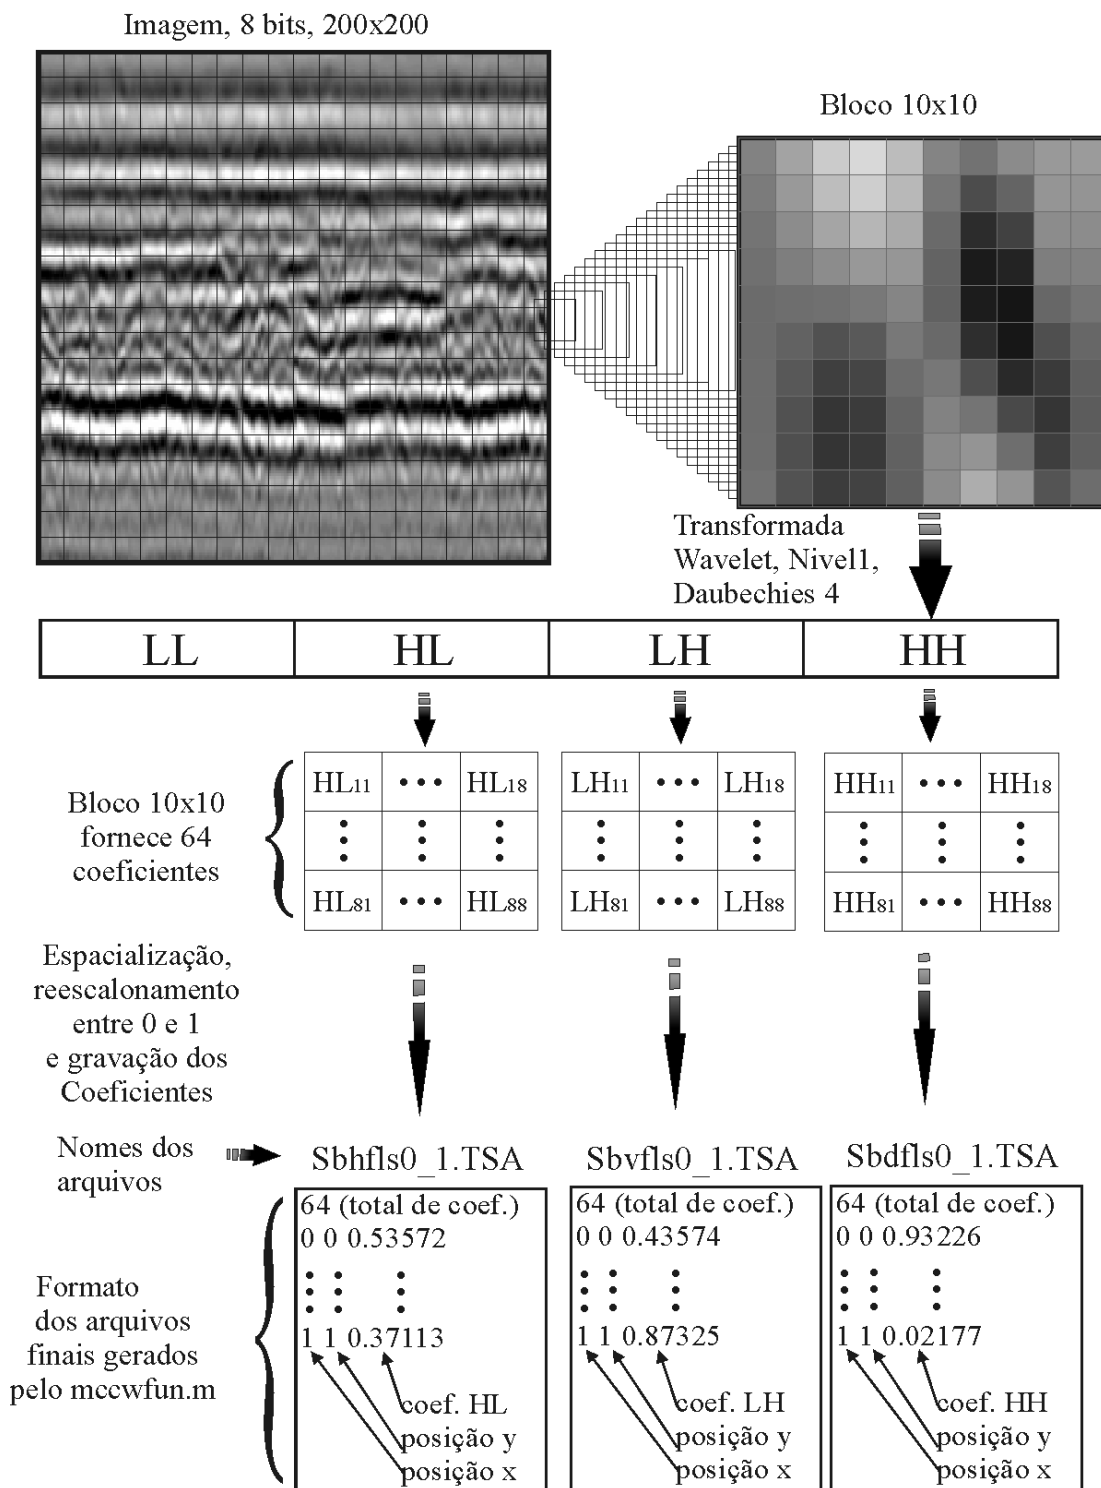 Imagem, 8 bits, 200x200
Bloco 10x10
Transformada
Wavelet, Nivel1,
Daubechies 4
LL HL LH HH
HL11 ••• HL18 LH11 ••• LH18 HH11 ••• HH18
HL81 ••• HL88 LH81 ••• LH88 HH81 ••• HH88
Bloco 10x10
fornece 64
coeficientes
Espacialização,
reescalonamento
entre 0 e 1
e gravação dos
Coeficientes
Nomes dos
arquivos
Sbhfls0_1.TSA Sbvfls0_1.TSA Sbdfls0_1.TSA
Formato
dos arquivos
finais gerados
pelo mccwfun.m
64 (total de coef.)
0 0 0.53572
1 1 0.37113
coef. HL
posição y
posição x
64 (total de coef.)
0 0 0.43574
1 1 0.87325
coef. LH
posição y
posição x
64 (total de coef.)
0 0 0.93226
1 1 0.02177
coef. HH
posição y
posição x